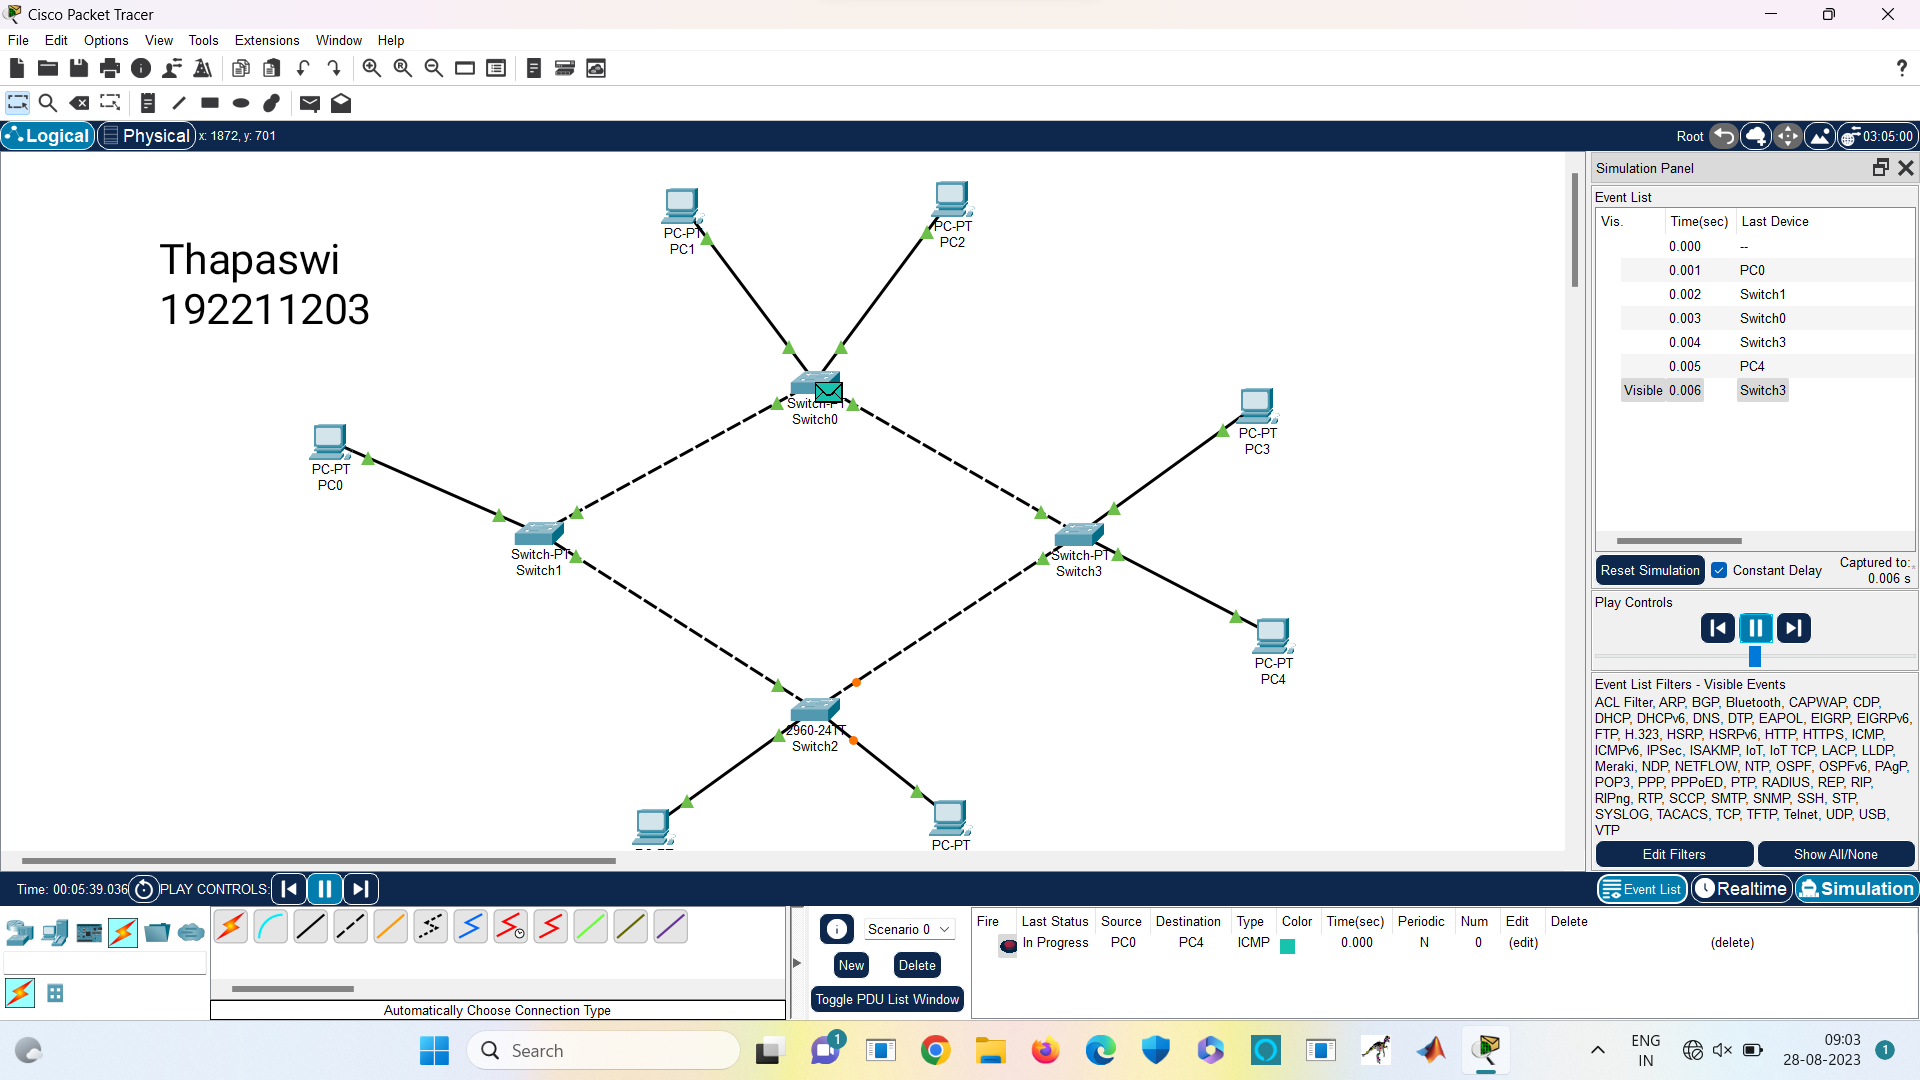 Cisco Packet Tracer
File Edit Options View Tools Extensions Window Help
?
Logical Physical x: 1872, y: 701 Root 03:05:00
Thapaswi
192211203
PC-PT
PC1
PC-PT
PC2
Switch-PT
Switch0
PC-PT
PC3
PC-PT
PC0
Switch-PT
Switch1
Switch-PT
Switch3
PC-PT
PC4
2960-24TT
Switch2
PC-PT
Simulation Panel
Event List
Vis. Time(sec) Last Device
0.000 --
0.001 PC0
0.002 Switch1
0.003 Switch0
0.004 Switch3
0.005 PC4
Visible 0.006 Switch3
Reset Simulation Constant Delay Captured to:
0.006 s
Play Controls
Event List Filters - Visible Events
ACL Filter, ARP, BGP, Bluetooth, CAPWAP, CDP,
DHCP, DHCPv6, DNS, DTP, EAPOL, EIGRP, EIGRPv6,
FTP, H.323, HSRP, HSRPv6, HTTP, HTTPS, ICMP,
ICMPv6, IPSec, ISAKMP, IoT, IoT TCP, LACP, LLDP,
Meraki, NDP, NETFLOW, NTP, OSPF, OSPFv6, PAgP,
POP3, PPP, PPPoED, PTP, RADIUS, REP, RIP,
RIPng, RTP, SCCP, SMTP, SNMP, SSH, STP,
SYSLOG, TACACS, TCP, TFTP, Telnet, UDP, USB,
VTP
Edit Filters Show All/None
Time: 00:05:39.036 PLAY CONTROLS: Event List Realtime Simulation
Automatically Choose Connection Type
Scenario 0
New Delete
Toggle PDU List Window
Fire Last Status Source Destination Type Color Time(sec) Periodic Num Edit Delete
In Progress PC0 PC4 ICMP 0.000 N 0 (edit) (delete)
Search
1
ENG
IN
09:03
28-08-2023
1